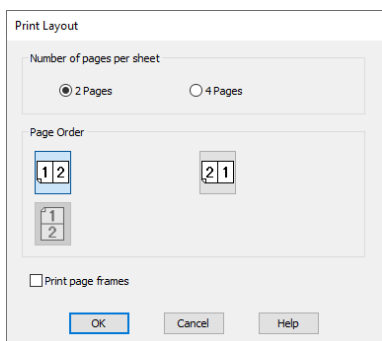 Print Layout
Number of pages per sheet
2 Pages 4 Pages
Page Order
1 2 2 1
1
2
Print page frames
OK Cancel Help